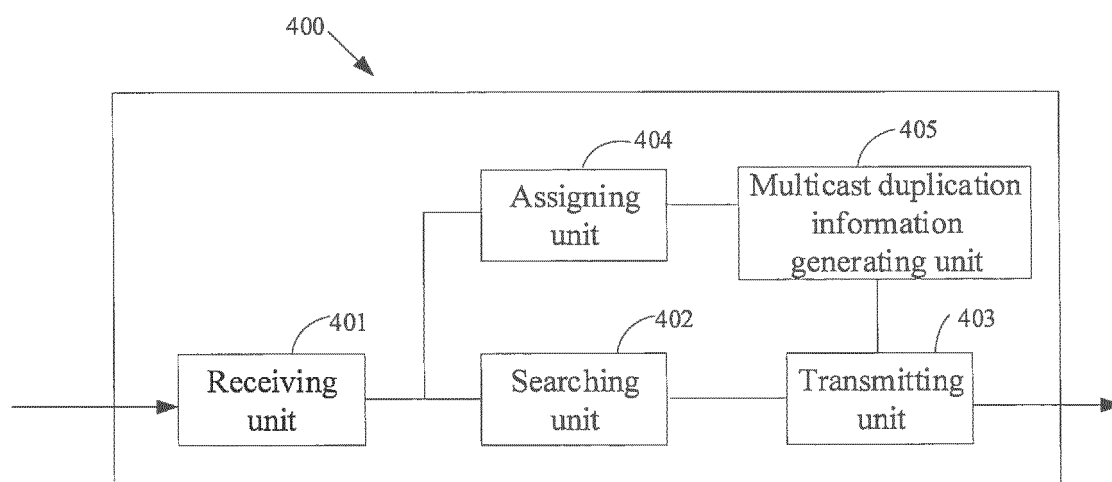 400
404
405
Assigning
unit
Multicast duplication
information
generating unit
401
402
403
Receiving
unit
Searching
unit
Transmitting
unit